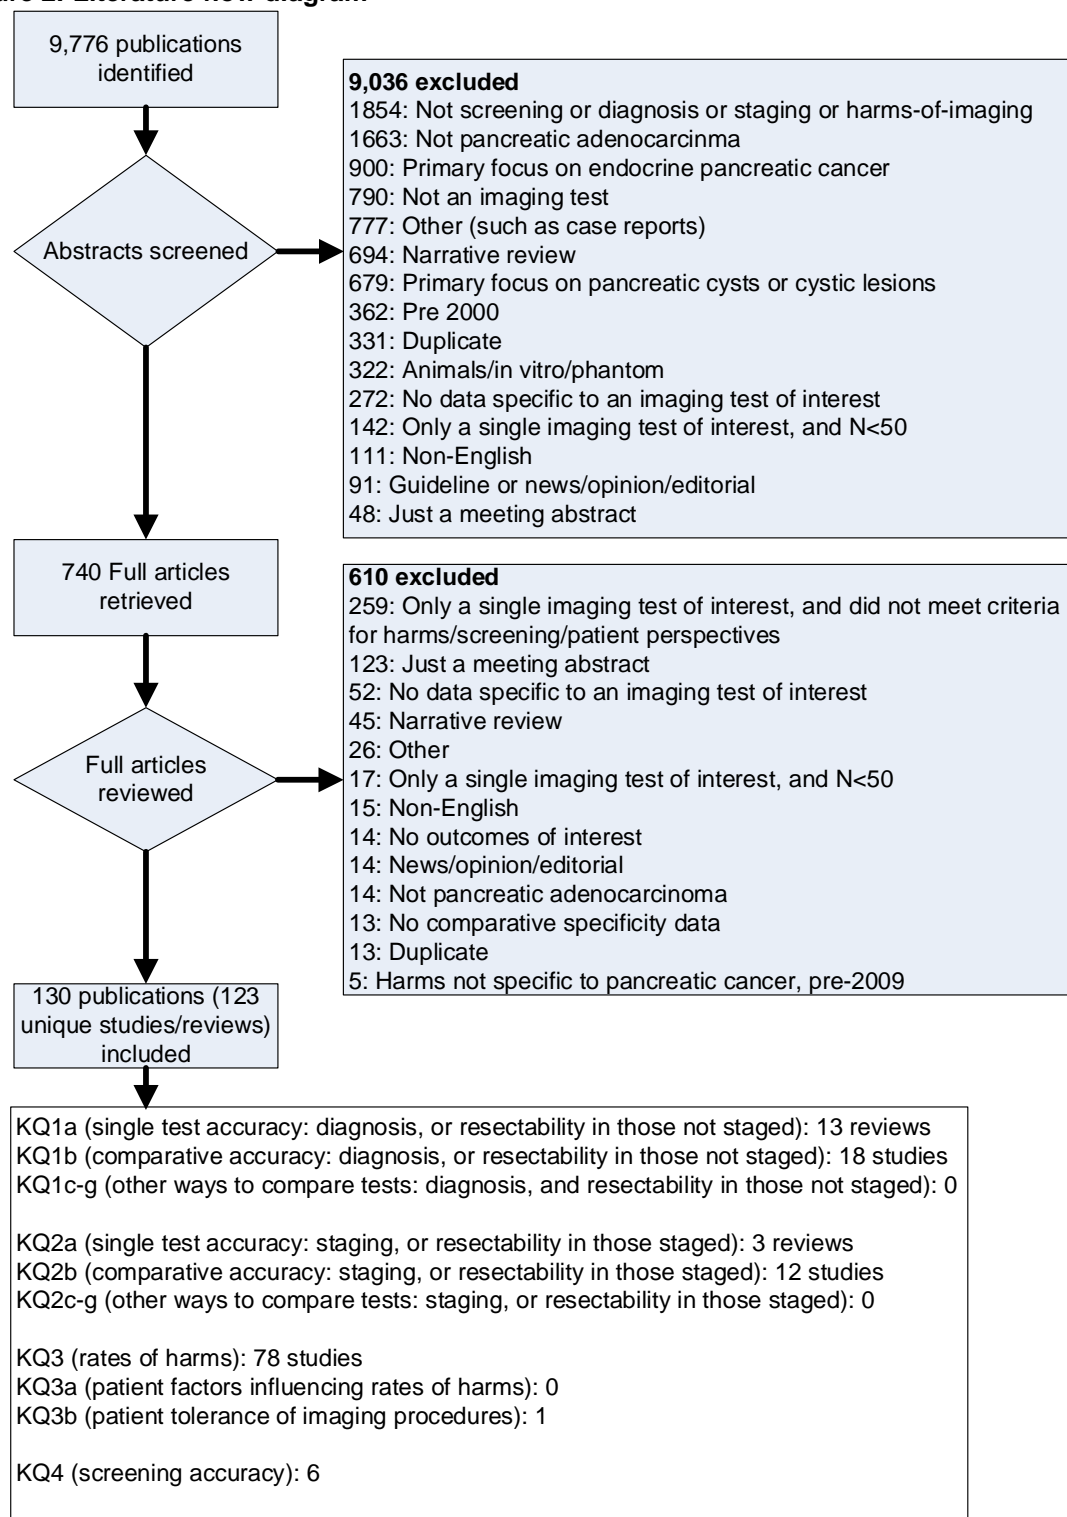 9,776 publications
identified
9,036 excluded
1854: Not screening or diagnosis or staging or harms-of-imaging
1663: Not pancreatic adenocarcinma
900: Primary focus on endocrine pancreatic cancer
790: Not an imaging test
777: Other (such as case reports)
694: Narrative review
679: Primary focus on pancreatic cysts or cystic lesions
362: Pre 2000
331: Duplicate
322: Animals/in vitro/phantom
272: No data specific to an imaging test of interest
142: Only a single imaging test of interest, and N<50
111: Non-English
91: Guideline or news/opinion/editorial
48: Just a meeting abstract
Abstracts screened
740 Full articles
retrieved
610 excluded
259: Only a single imaging test of interest, and did not meet criteria
for harms/screening/patient perspectives
123: Just a meeting abstract
52: No data specific to an imaging test of interest
45: Narrative review
26: Other
17: Only a single imaging test of interest, and N<50
15: Non-English
14: No outcomes of interest
14: News/opinion/editorial
14: Not pancreatic adenocarcinoma
13: No comparative specificity data
13: Duplicate
5: Harms not specific to pancreatic cancer, pre-2009
Full articles
reviewed
130 publications (123
unique studies/reviews)
included
KQ1a (single test accuracy: diagnosis, or resectability in those not staged): 13 reviews
KQ1b (comparative accuracy: diagnosis, or resectability in those not staged): 18 studies
KQ1c-g (other ways to compare tests: diagnosis, and resectability in those not staged): 0
KQ2a (single test accuracy: staging, or resectability in those staged): 3 reviews
KQ2b (comparative accuracy: staging, or resectability in those staged): 12 studies
KQ2c-g (other ways to compare tests: staging, or resectability in those staged): 0
KQ3 (rates of harms): 78 studies
KQ3a (patient factors influencing rates of harms): 0
KQ3b (patient tolerance of imaging procedures): 1
KQ4 (screening accuracy): 6